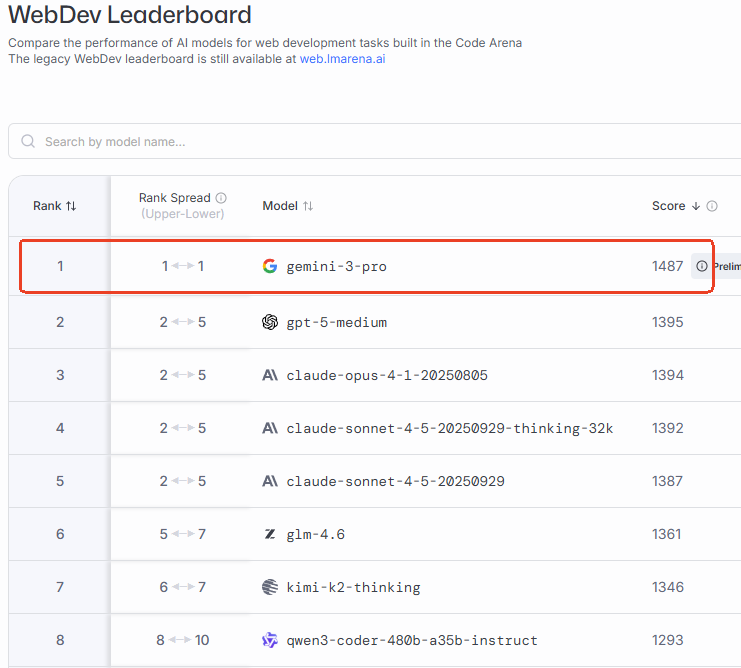 WebDev Leaderboard
Compare the performance of AI models for web development tasks built in the Code Arena
The legacy WebDev leaderboard is still available at web.lmarena.ai
Search by model name...
Rank Rank Spread (Upper-Lower) Model Score
1 1 1 gemini-3-pro 1487 Prelim
2 2 5 gpt-5-medium 1395
3 2 5 claude-opus-4-1-20250805 1394
4 2 5 claude-sonnet-4-5-20250929-thinking-32k 1392
5 2 5 claude-sonnet-4-5-20250929 1387
6 5 7 glm-4.6 1361
7 6 7 kimi-k2-thinking 1346
8 8 10 qwen3-coder-480b-a35b-instruct 1293